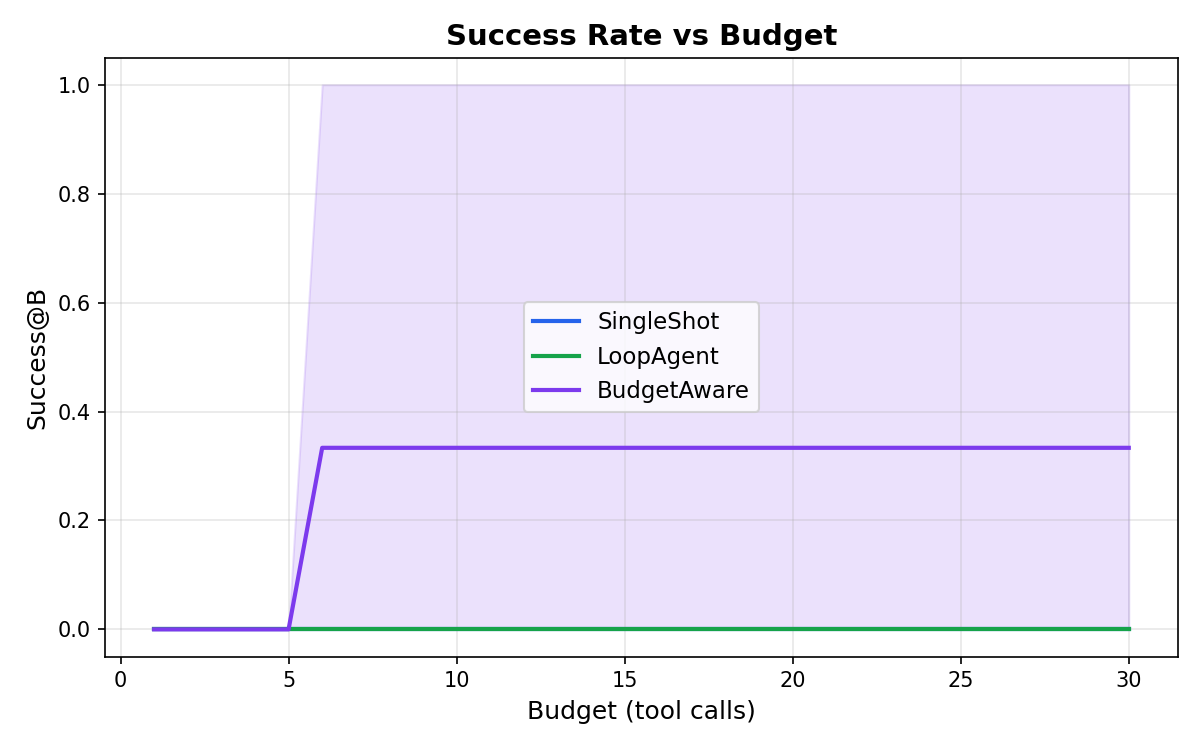 Success Rate vs Budget
Success@B
1.0
0.8
0.6
0.4
0.2
0.0
SingleShot
LoopAgent
BudgetAware
0 5 10 15 20 25 30
Budget (tool calls)